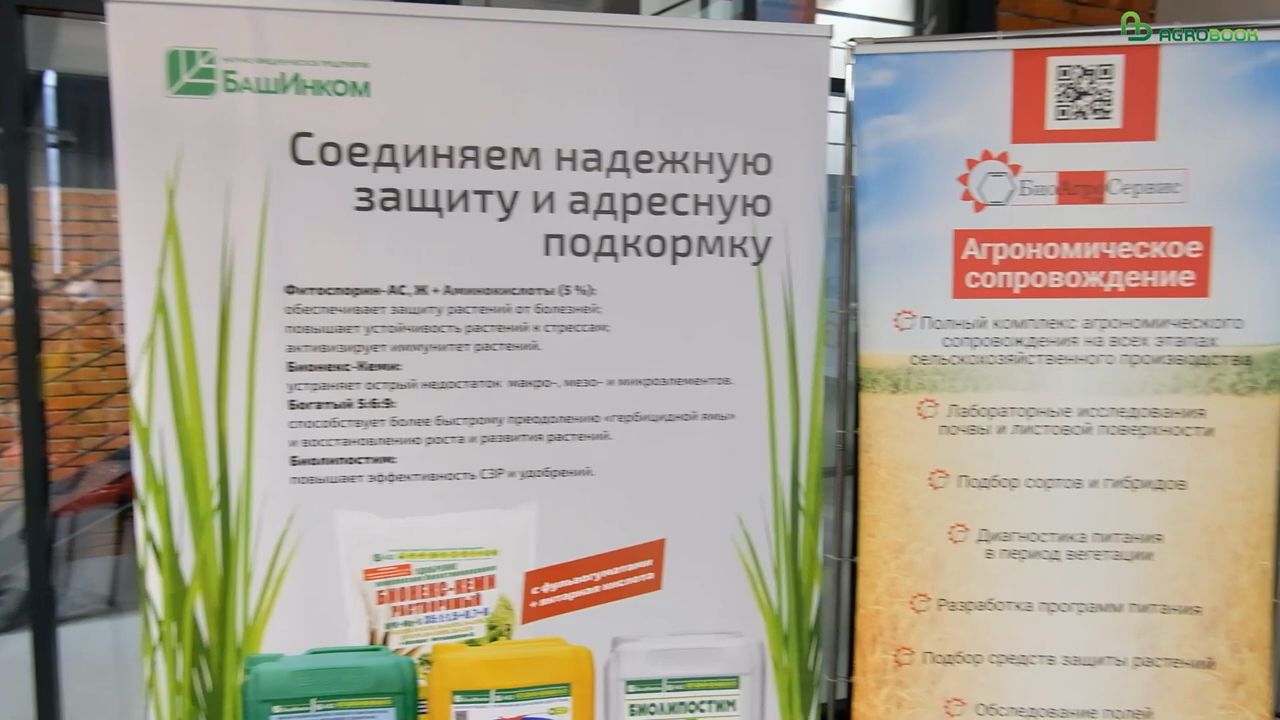 AGROBOOK
БашИнком
Соединяем надежную
защиту и адресную
подкормку
Фитоспорин-АС, Ж + Аминокислоты (5 %):
обеспечивает защиту растений от болезней;
повышает устойчивость растений к стрессам;
активизирует иммунитет растений.
Бионекс-Кеми:
устраняет острый недостаток макро-, мезо- и микроэлементов.
Богатый 5:6:9:
способствует более быстрому преодолению «гербицидной ямы»
и восстановлению роста и развития растений.
Биолипостим:
повышает эффективность СЗР и удобрений.
БИОНЕКС-КЕМИ
РАСТВОРИМЫЙ
с фульвогуматами
+ янтарная кислота
БИОЛИПОСТИМ
БиоАгроСервис
Агрономическое
сопровождение
Полный комплекс агрономического
сопровождения на всех этапах
сельскохозяйственного производства
Лабораторные исследования
почвы и листовой поверхности
Подбор сортов и гибридов
Диагностика питания
в период вегетации
Разработка программ питания
Подбор средств защиты растений
Обследование полей